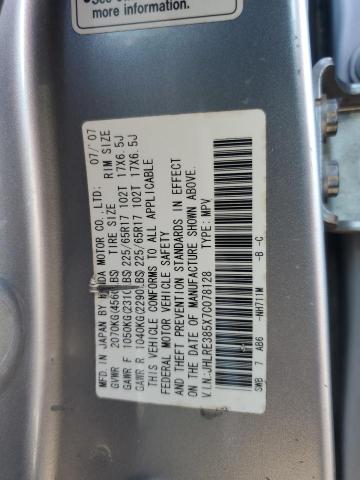 • See
more information.
MFD. IN JAPAN BY HONDA MOTOR CO., LTD. 07/'07
GVWR 2070KG(4560LBS) TIRE SIZE RIM SIZE
GAWR F 1050KG(2310LBS) 225/65R17 102T 17X6.5J
GAWR R 1040KG(2290LBS) 225/65R17 102T 17X6.5J
THIS VEHICLE CONFORMS TO ALL APPLICABLE
FEDERAL MOTOR VEHICLE SAFETY
AND THEFT PREVENTION STANDARDS IN EFFECT
ON THE DATE OF MANUFACTURE SHOWN ABOVE.
V.I.N:JHLRE385X7C078128 TYPE: MPV
SWB 7 AB6 -NH711M -B -C